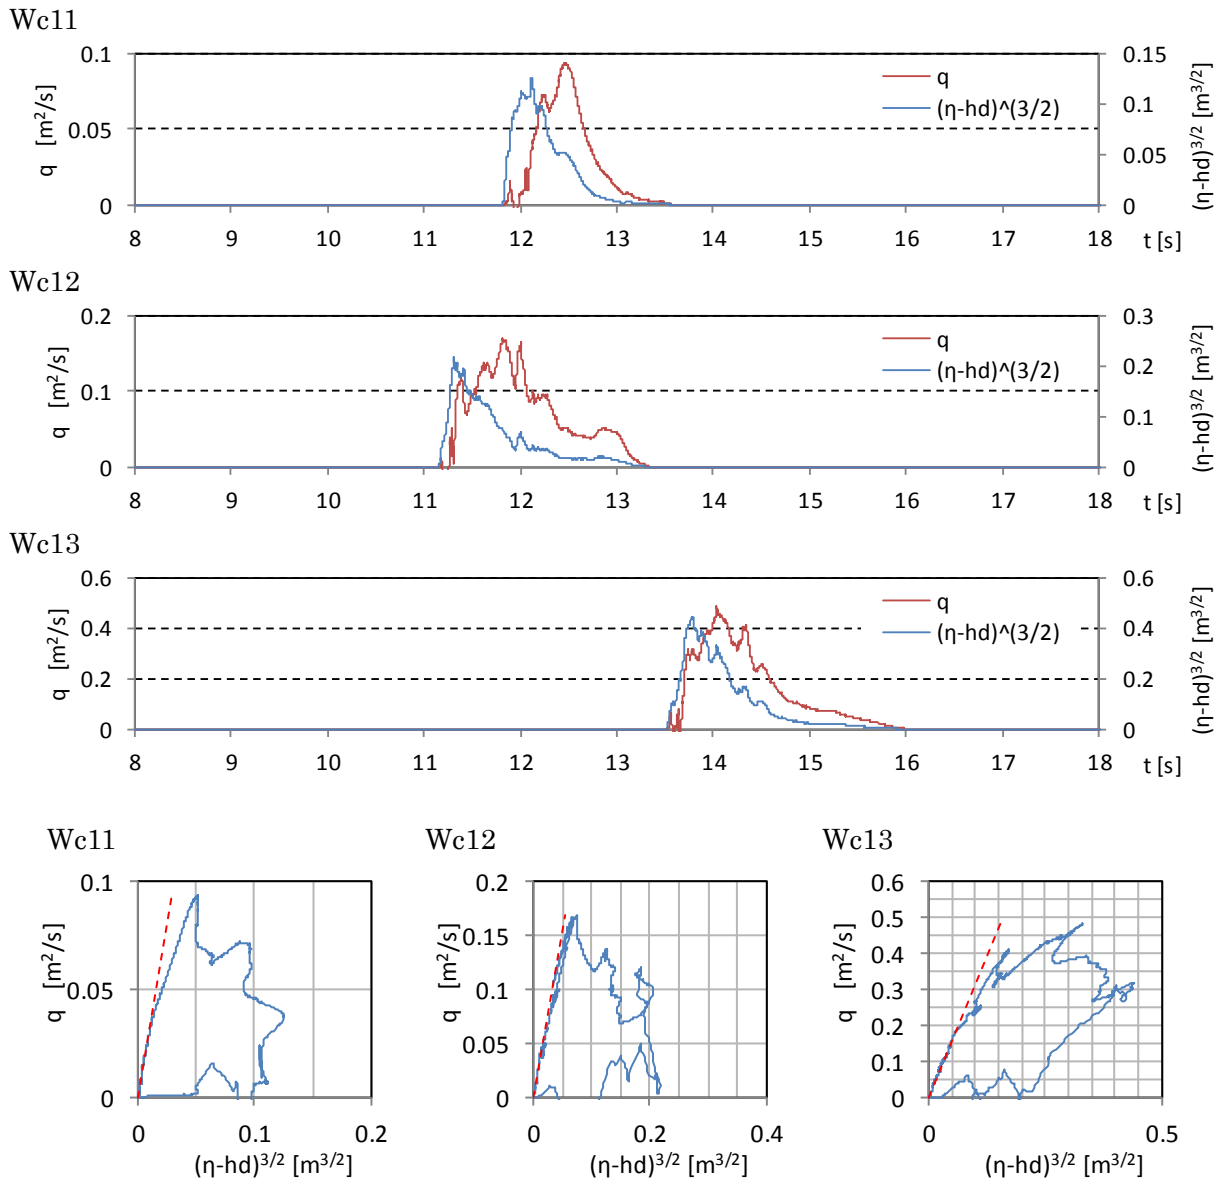 Wc11
0.1 0.15
q
(η-hd)^(3/2)
0.1
0.05
0.05
0 0
q [m²/s]
(η-hd)³/² [m³/²]
8 9 10 11 12 13 14 15 16 17 18 t [s]
Wc12
0.2 0.3
q
(η-hd)^(3/2)
0.2
0.1
0.1
0 0
q [m²/s]
(η-hd)³/² [m³/²]
8 9 10 11 12 13 14 15 16 17 18 t [s]
Wc13
0.6 0.6
q
(η-hd)^(3/2)
0.4 0.4
0.2 0.2
0 0
q [m²/s]
(η-hd)³/² [m³/²]
8 9 10 11 12 13 14 15 16 17 18 t [s]
Wc11
0.1
0.05
0
q [m²/s]
0 0.1 0.2
(η-hd)³/² [m³/²]
Wc12
0.2
0.15
0.1
0.05
0
q [m²/s]
0 0.2 0.4
(η-hd)³/² [m³/²]
Wc13
0.6
0.5
0.4
0.3
0.2
0.1
0
q [m²/s]
0 0.5
(η-hd)³/² [m³/²]